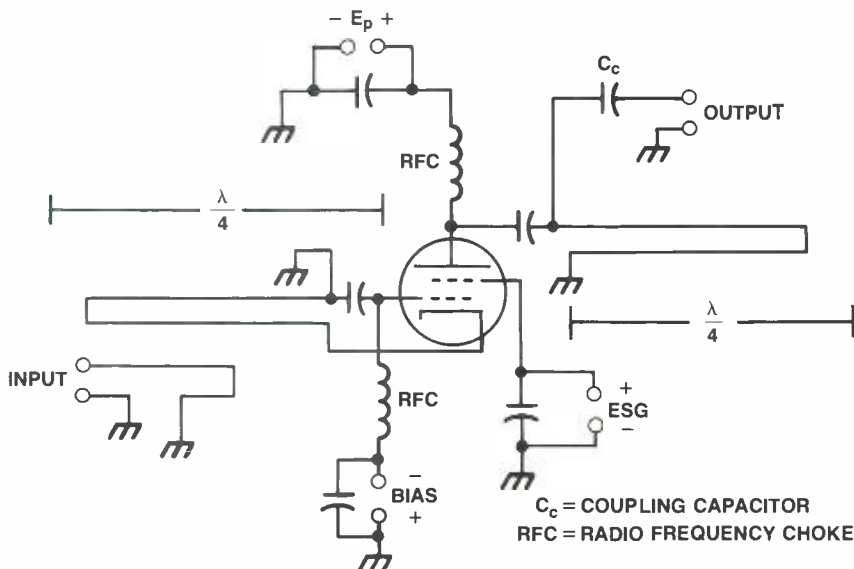 − Ep +
Cc
OUTPUT
RFC
λ/4
λ/4
INPUT
RFC
+
ESG
−
−
BIAS
+
Cc = COUPLING CAPACITOR
RFC = RADIO FREQUENCY CHOKE